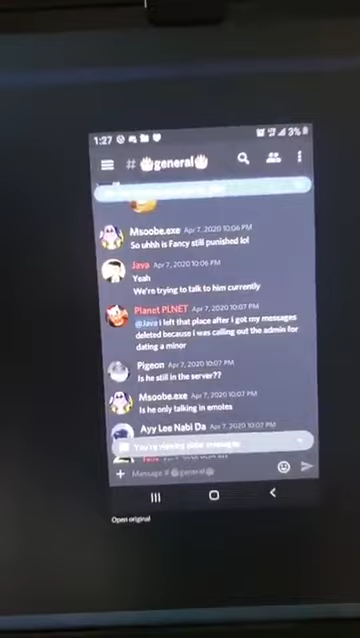 1:27 3%
# general
Msoobe.exe Apr 7, 2020 10:06 PM
So uhhh is Fancy still punished lol
Java Apr 7, 2020 10:06 PM
Yeah
We're trying to talk to him currently
Planet PLNET Apr 7, 2020 10:07 PM
@Java I left that place after i got my messages
deleted because I was calling out the admin for
dating a minor
Pigeon Apr 7, 2020 10:07 PM
Is he still in the server??
Msoobe.exe Apr 7, 2020 10:07 PM
Is he only talking in emotes
Ayy Lee Nabi Da Apr 7, 2020 10:07 PM
You're viewing older messages
Message #general
Open original